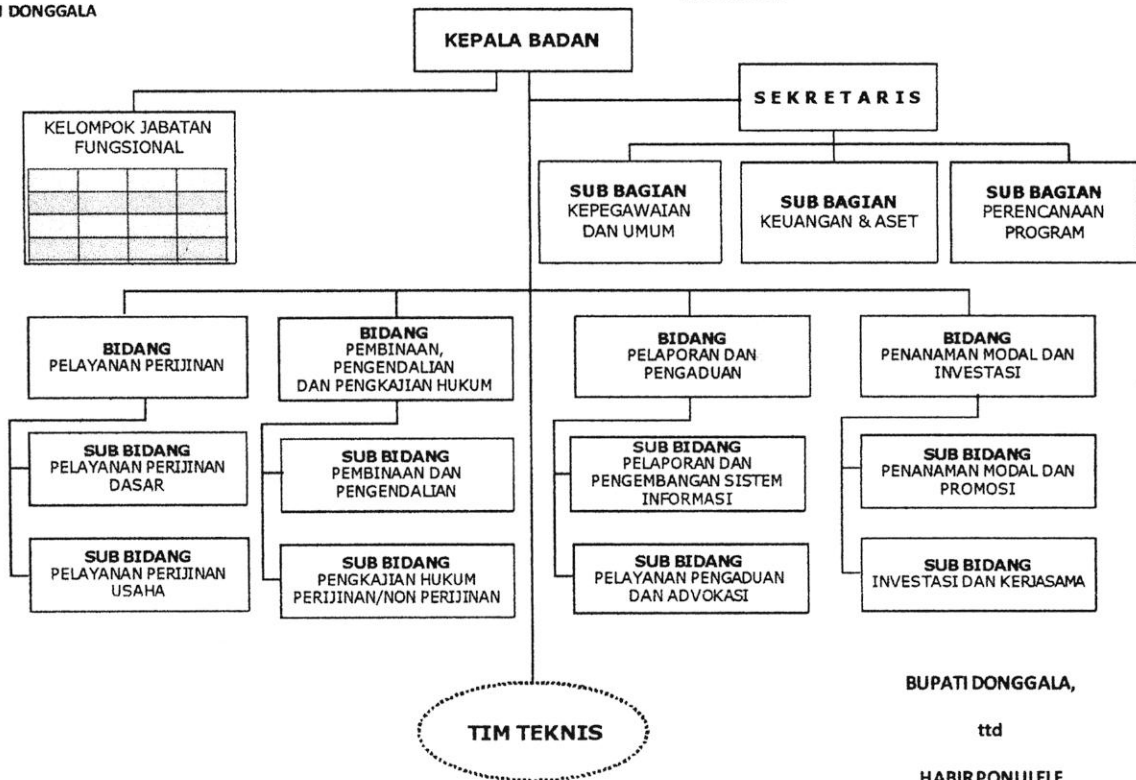 DONGGALA
KEPALA BADAN
SEKRETARIS
KELOMPOK JABATAN
FUNGSIONAL
SUB BAGIAN
KEPEGAWAIAN
DAN UMUM
SUB BAGIAN
KEUANGAN & ASET
SUB BAGIAN
PERENCANAAN
PROGRAM
BIDANG
PELAYANAN PERIJINAN
BIDANG
PEMBINAAN,
PENGENDALIAN
DAN PENGKAJIAN HUKUM
BIDANG
PELAPORAN DAN
PENGADUAN
BIDANG
PENANAMAN MODAL DAN
INVESTASI
SUB BIDANG
PELAYANAN PERIJINAN
DASAR
SUB BIDANG
PEMBINAAN DAN
PENGENDALIAN
SUB BIDANG
PELAPORAN DAN
PENGEMBANGAN SISTEM
INFORMASI
SUB BIDANG
PENANAMAN MODAL DAN
PROMOSI
SUB BIDANG
PELAYANAN PERIJINAN
USAHA
SUB BIDANG
PENGKAJIAN HUKUM
PERIJINAN/NON PERIJINAN
SUB BIDANG
PELAYANAN PENGADUAN
DAN ADVOKASI
SUB BIDANG
INVESTASI DAN KERJASAMA
TIM TEKNIS
BUPATI DONGGALA,
ttd
HABIR PONULELE